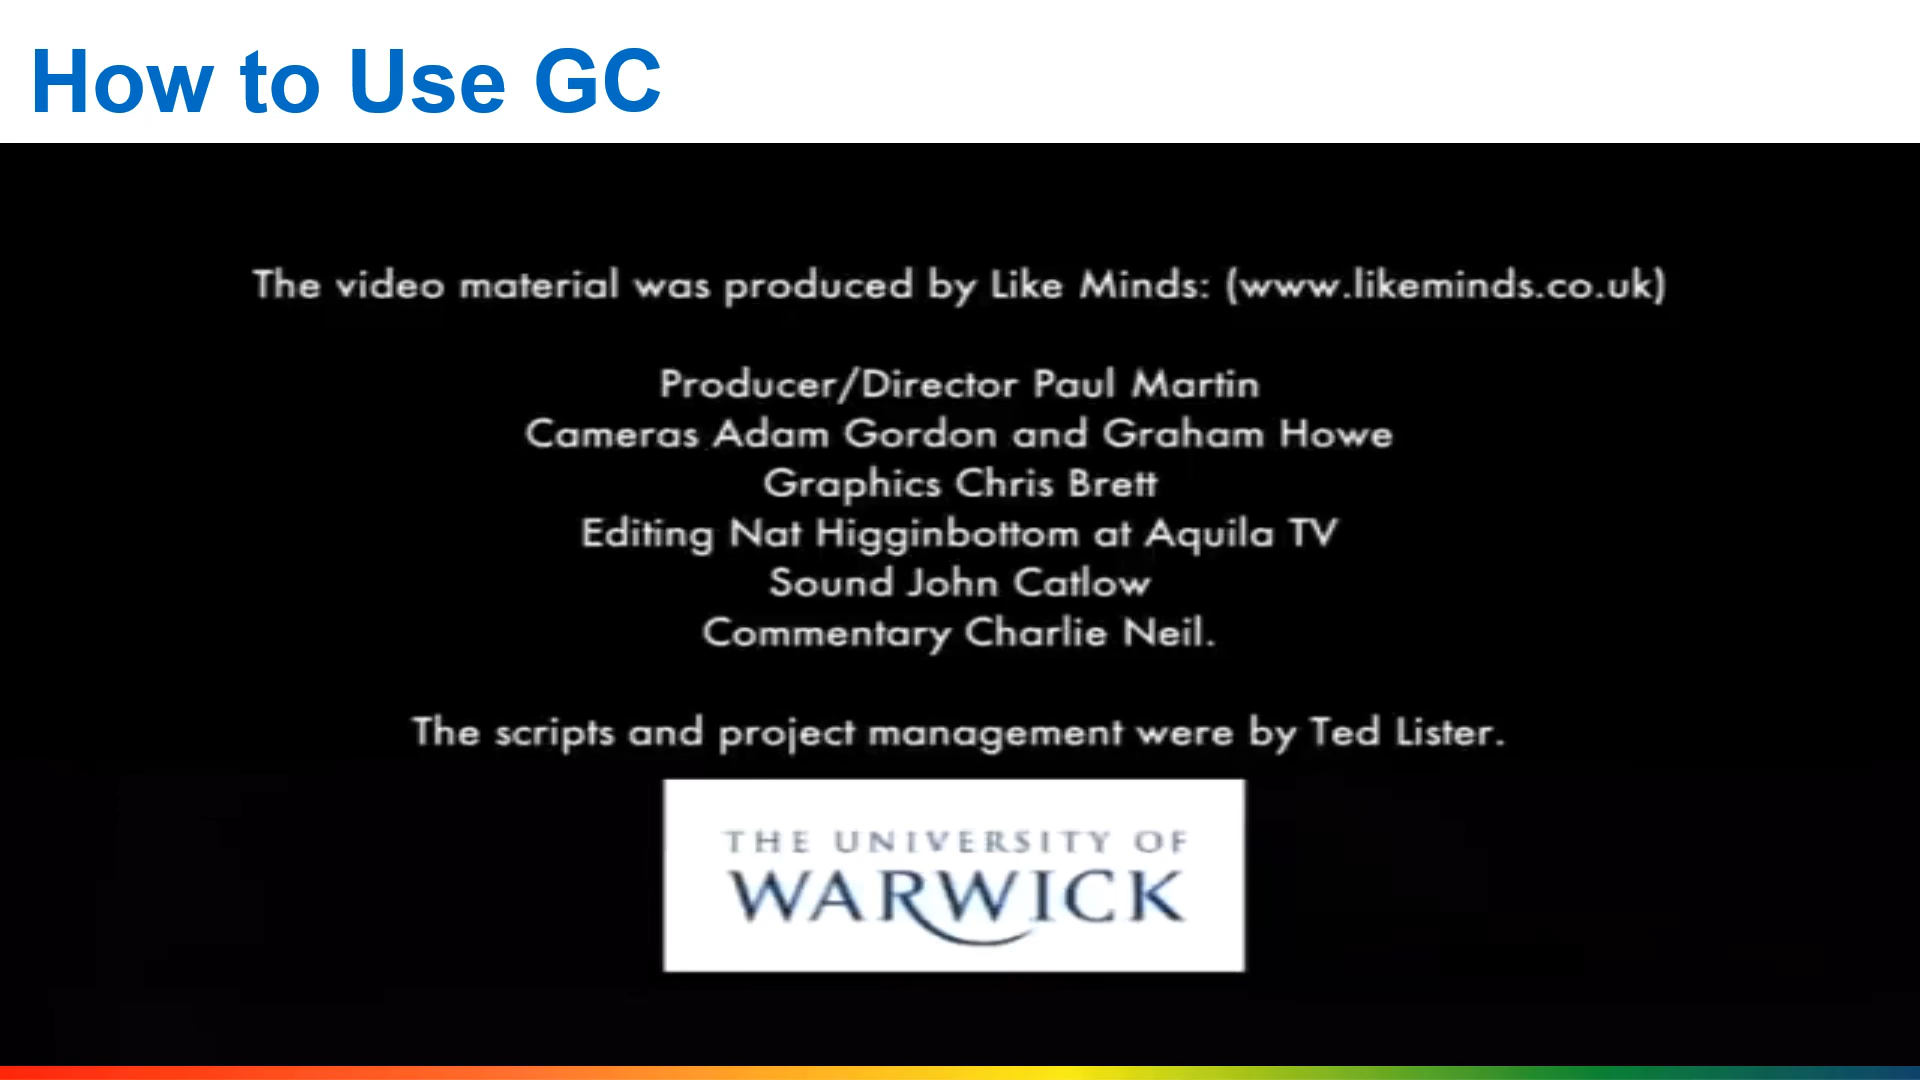 How to Use GC
The video material was produced by Like Minds: (www.likeminds.co.uk)
Producer/Director Paul Martin
Cameras Adam Gordon and Graham Howe
Graphics Chris Brett
Editing Nat Higginbottom at Aquila TV
Sound John Catlow
Commentary Charlie Neil.
The scripts and project management were by Ted Lister.
THE UNIVERSITY OF
WARWICK